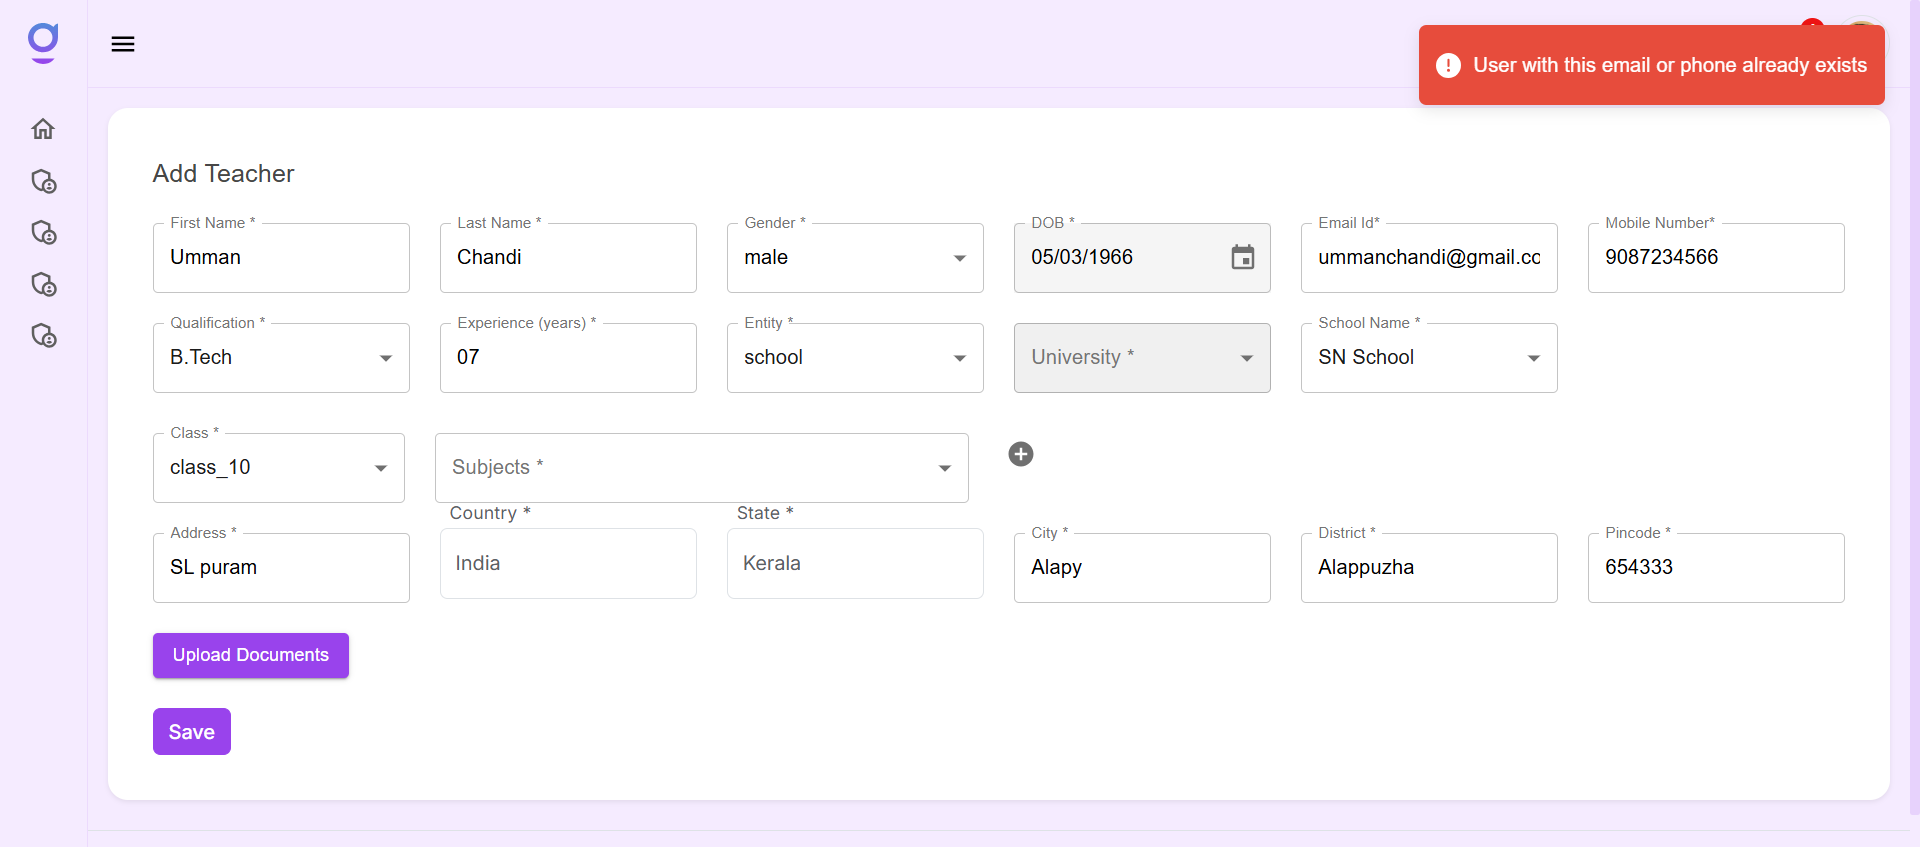 User with this email or phone already exists
Add Teacher
First Name *
Umman
Last Name *
Chandi
Gender *
male
DOB *
05/03/1966
Email Id*
ummanchandi@gmail.co
Mobile Number*
9087234566
Qualification *
B.Tech
Experience (years) *
07
Entity *
school
University *
School Name *
SN School
Class *
class_10
Subjects *
Address *
SL puram
Country *
India
State *
Kerala
City *
Alapy
District *
Alappuzha
Pincode *
654333
Upload Documents
Save